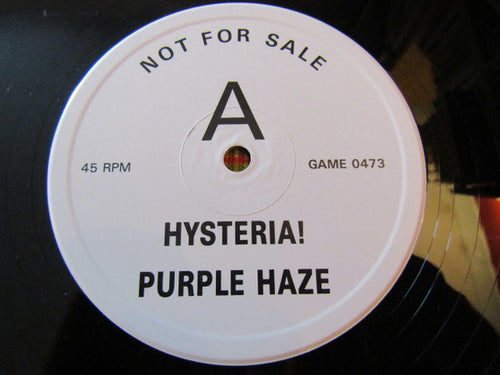 NOT FOR SALE
A
45 RPM
GAME 0473
HYSTERIA!
PURPLE HAZE